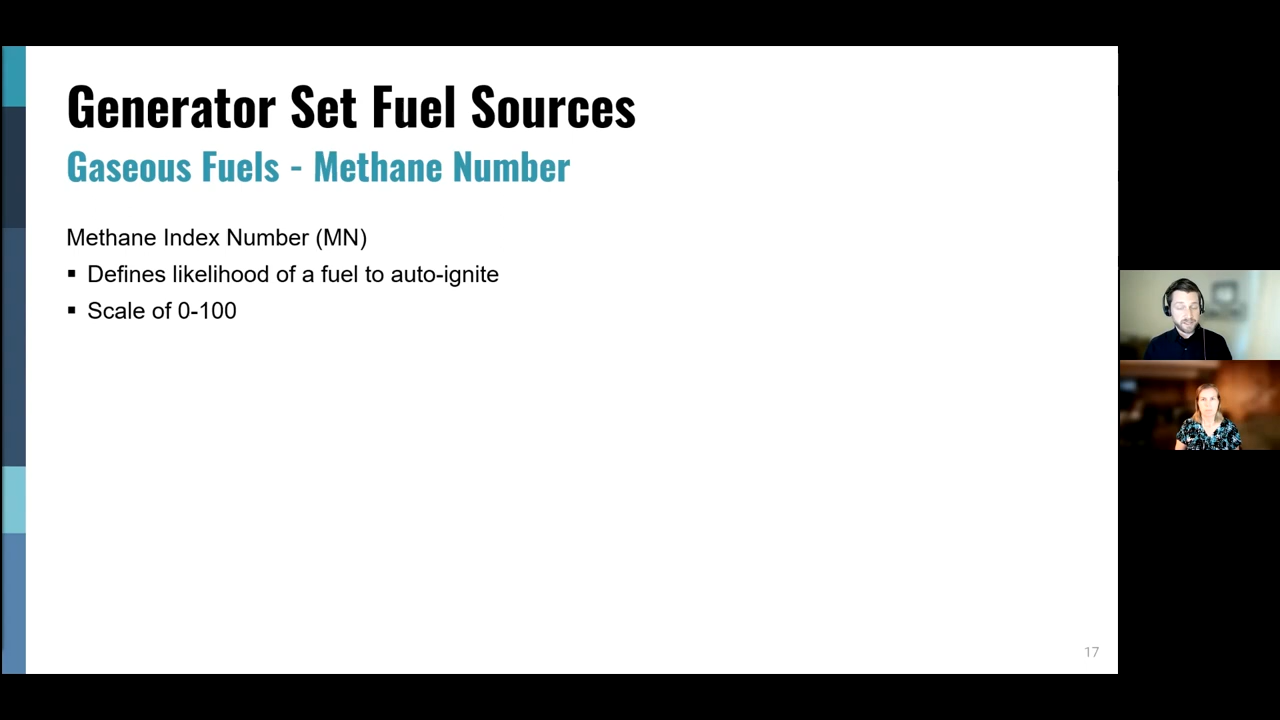 Generator Set Fuel Sources
Gaseous Fuels - Methane Number
Methane Index Number (MN)
▪ Defines likelihood of a fuel to auto-ignite
▪ Scale of 0-100
17